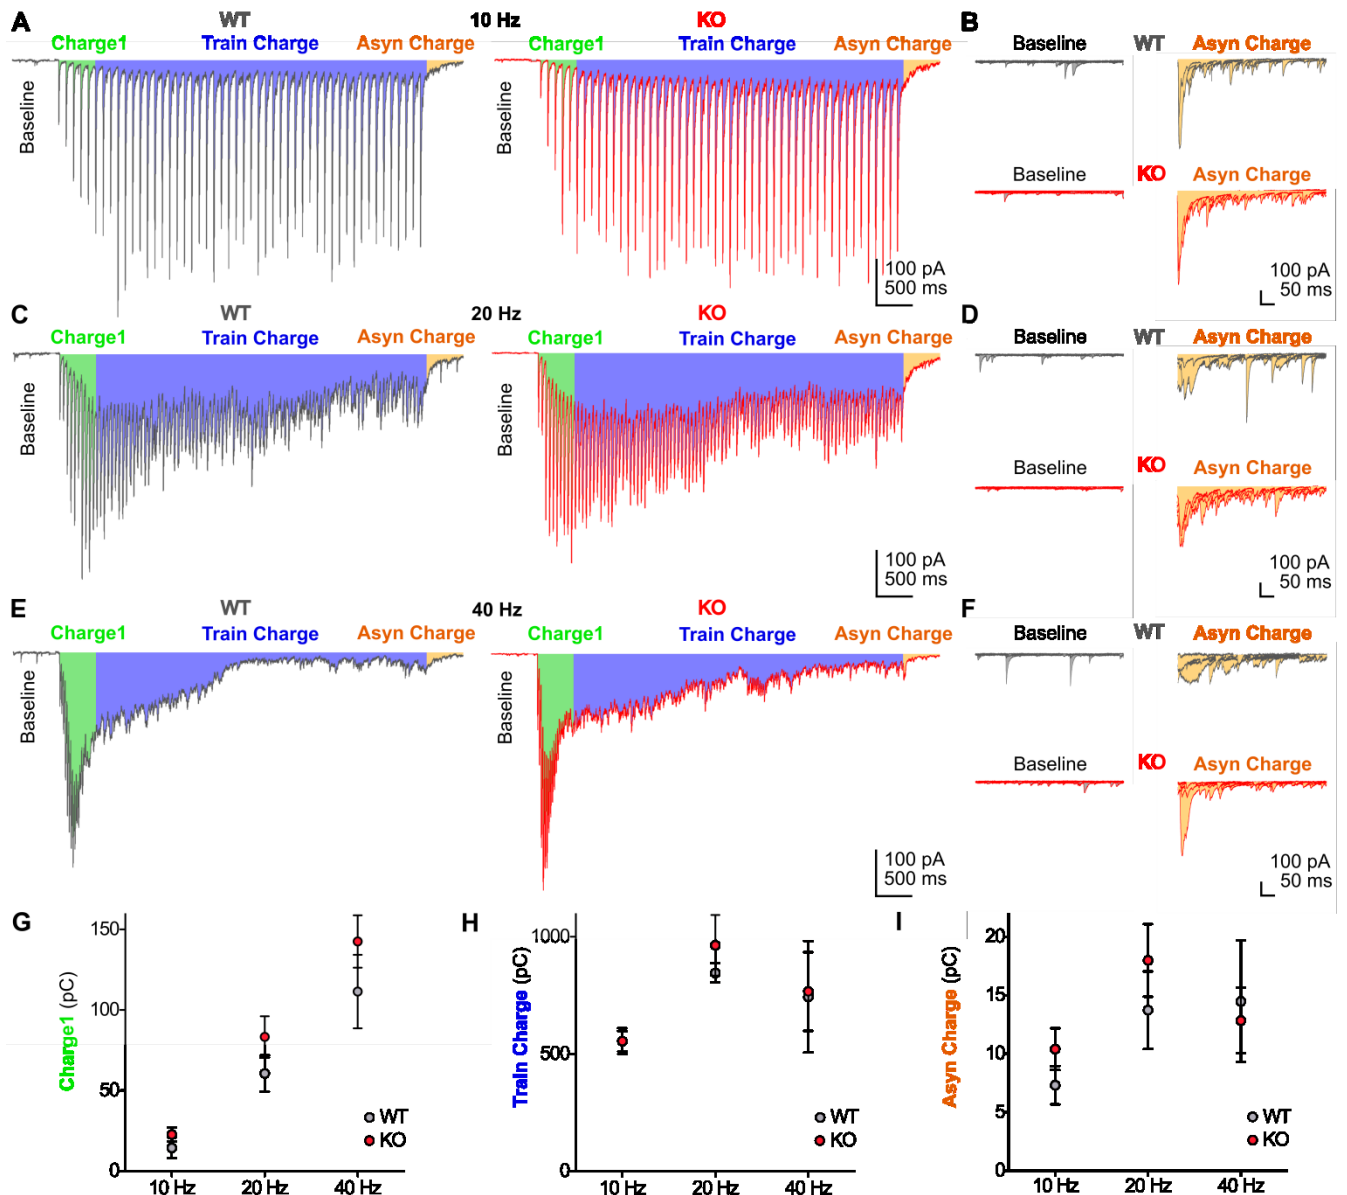 A
WT
10 Hz
KO
Charge1
Train Charge
Asyn Charge
Charge1
Train Charge
Asyn Charge
Baseline
Baseline
100 pA
500 ms
B
Baseline
WT
Asyn Charge
Baseline
KO
Asyn Charge
100 pA
50 ms
C
WT
20 Hz
KO
Charge1
Train Charge
Asyn Charge
Charge1
Train Charge
Asyn Charge
Baseline
Baseline
100 pA
500 ms
D
Baseline
WT
Asyn Charge
Baseline
KO
Asyn Charge
100 pA
50 ms
E
WT
40 Hz
KO
Charge1
Train Charge
Asyn Charge
Charge1
Train Charge
Asyn Charge
Baseline
Baseline
100 pA
500 ms
F
Baseline
WT
Asyn Charge
Baseline
KO
Asyn Charge
100 pA
50 ms
G
Charge1 (pC)
150
100
50
0
10 Hz
20 Hz
40 Hz
WT
KO
H
Train Charge (pC)
1000
500
0
10 Hz
20 Hz
40 Hz
WT
KO
I
Asyn Charge (pC)
20
15
10
5
0
10 Hz
20 Hz
40 Hz
WT
KO